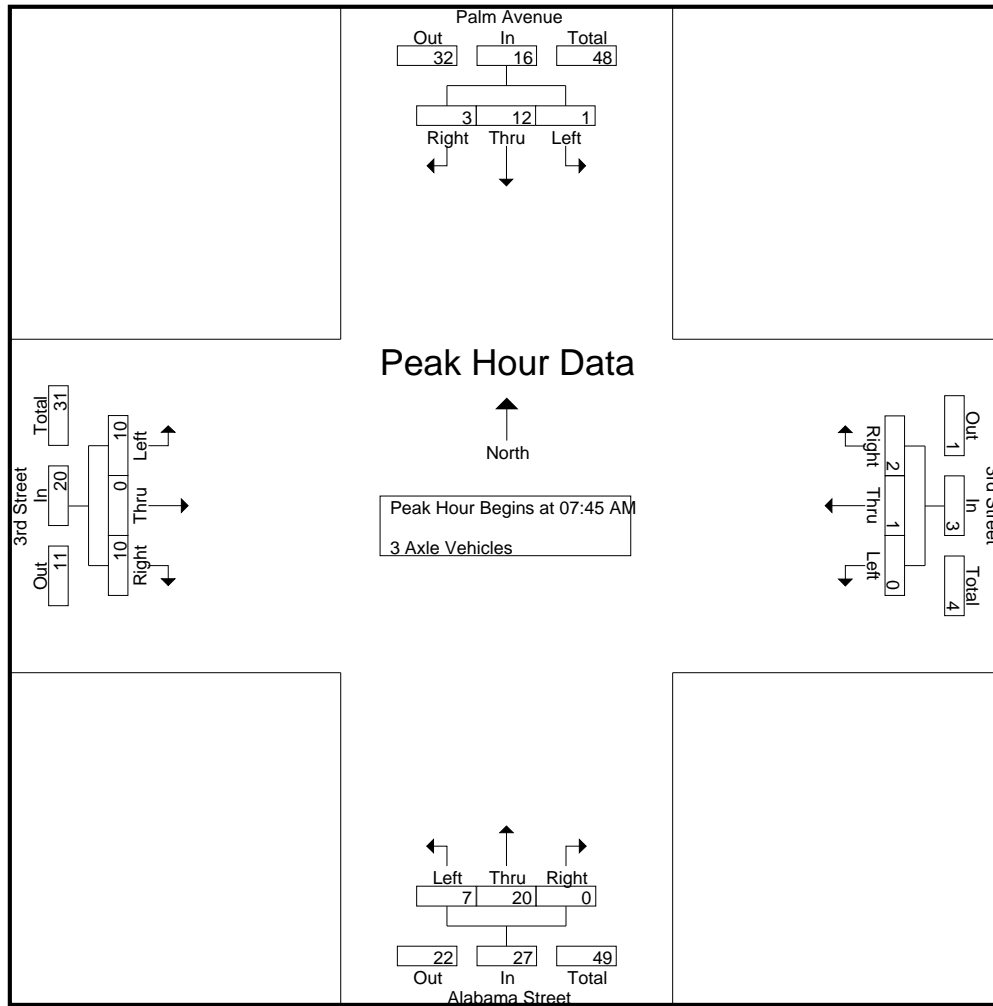 Palm Avenue
Out In Total
32 16 48
3 12 1
Right Thru Left
Peak Hour Data
North
Peak Hour Begins at 07:45 AM
3 Axle Vehicles
3rd Street
Total In Out
31 20 11
10 0 10
Left Thru Right
Right Thru Left
2 1 0
Out In Total
1 3 4
3rd Street
Left Thru Right
7 20 0
22 27 49
Out In Total
Alabama Street